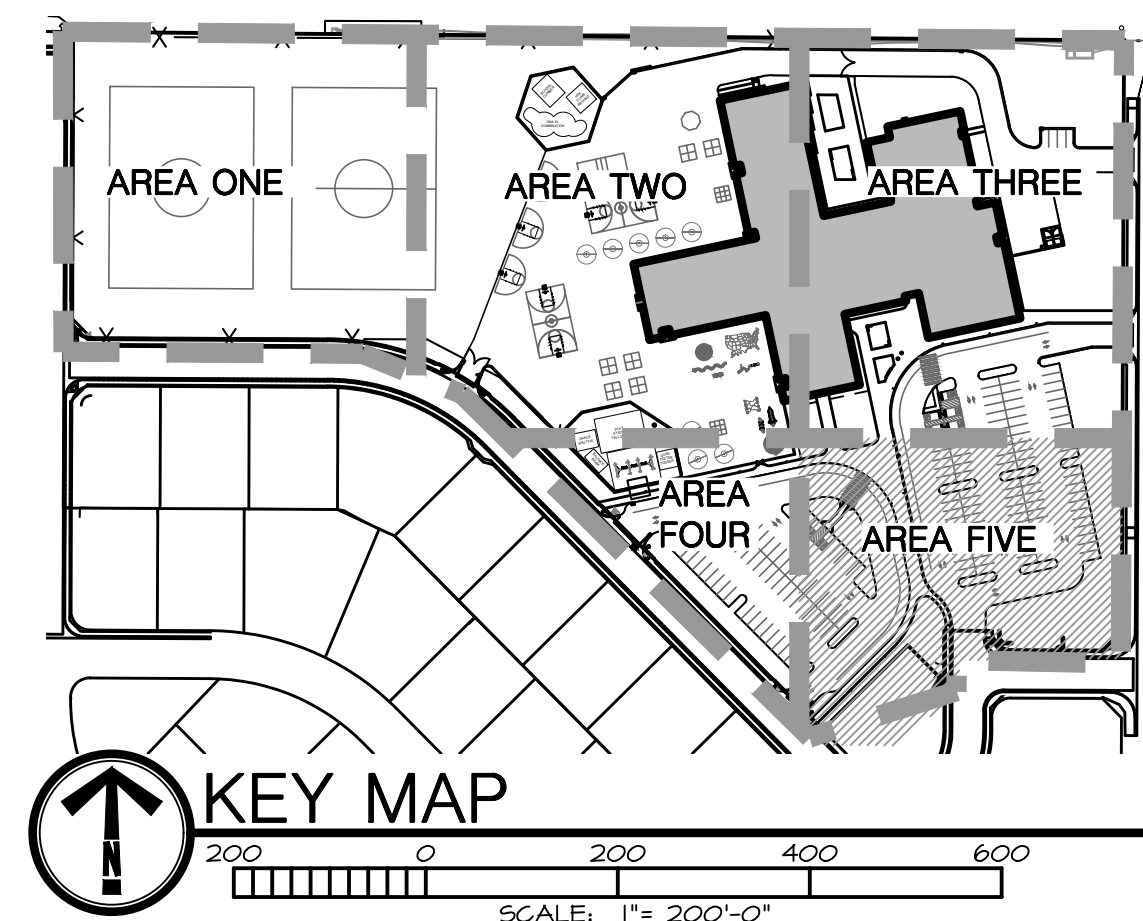 AREA ONE
AREA TWO
AREA THREE
AREA
FOUR
AREA FIVE
KEY MAP
N
200 0 200 400 600
SCALE: 1"= 200'-0"